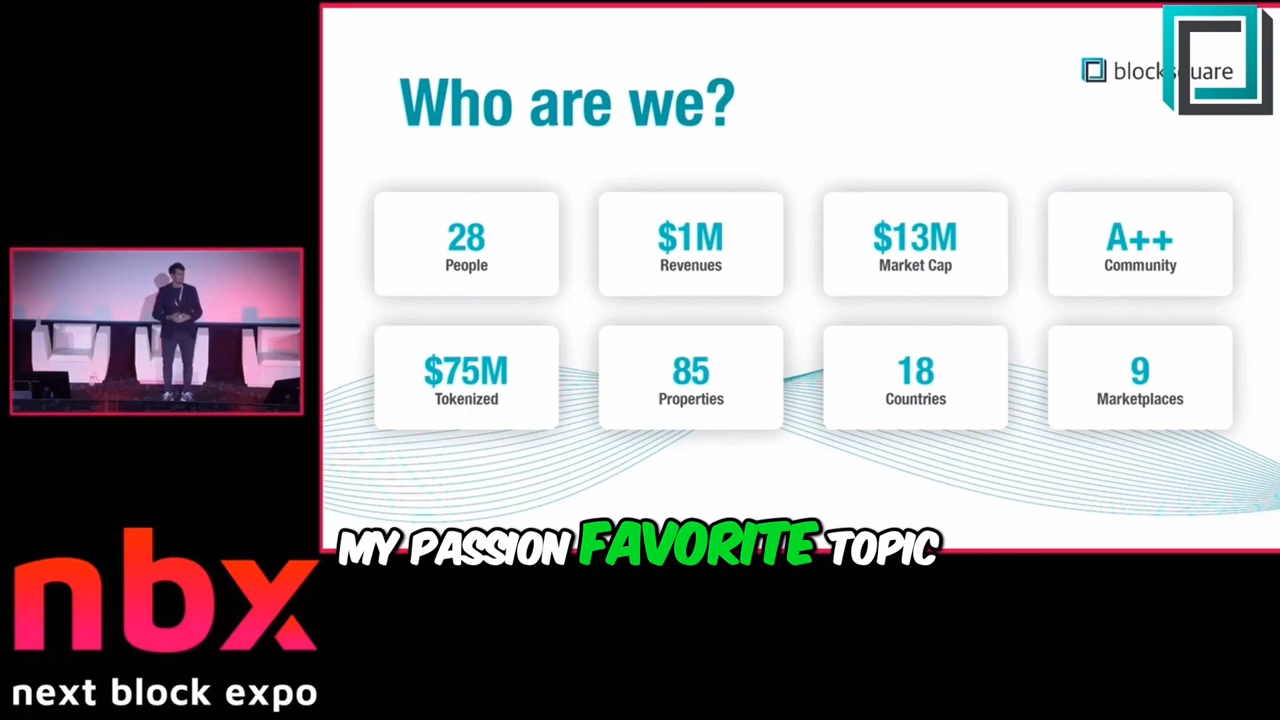 blocksquare
Who are we?
28
People
$1M
Revenues
$13M
Market Cap
A++
Community
$75M
Tokenized
85
Properties
18
Countries
9
Marketplaces
MY PASSION FAVORITE TOPIC
nbx
next block expo